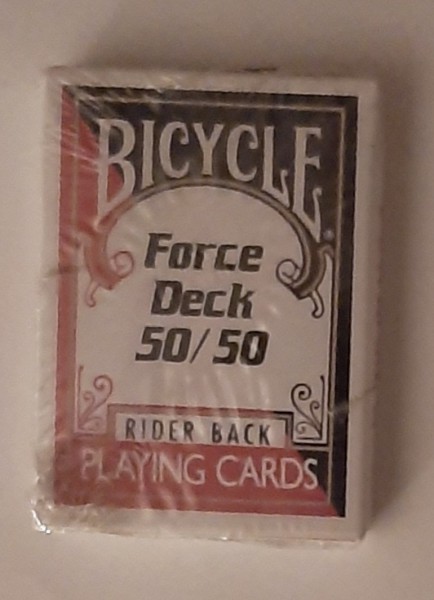 BICYCLE®
Force
Deck
50/50
RIDER BACK
PLAYING CARDS